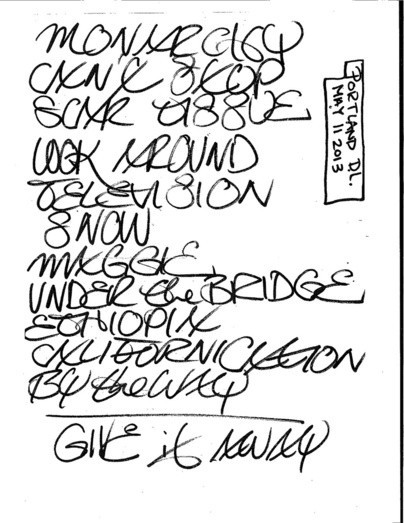 MONARCHY
CAN'T STOP
SCAR TISSUE
LOOK AROUND
TELEVISION
SNOW
MAGGIE
UNDER the BRIDGE
ETHIOPIA
CALIFORNICATION
BY the WAY
GIVE it AWAY
PORTLAND DL.
MAY 11 2013